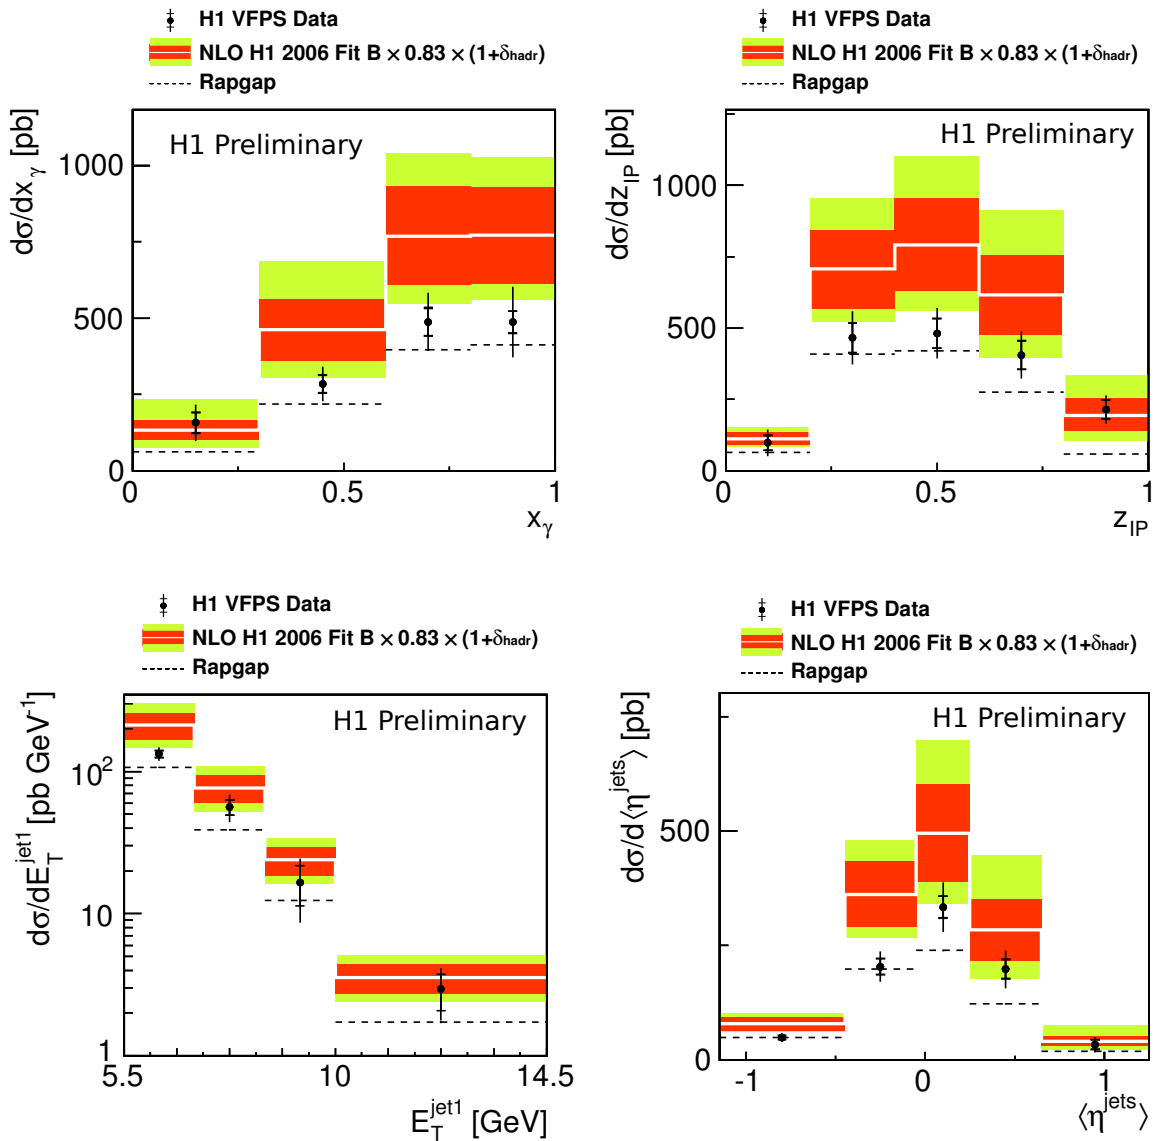 H1 VFPS Data
NLO H1 2006 Fit B × 0.83 × (1+δhadr)
Rapgap
H1 Preliminary
dσ/dxγ [pb]
1000
500
0
0 0.5 1
xγ
H1 VFPS Data
NLO H1 2006 Fit B × 0.83 × (1+δhadr)
Rapgap
H1 Preliminary
dσ/dzIP [pb]
1000
500
0
0 0.5 1
zIP
H1 VFPS Data
NLO H1 2006 Fit B × 0.83 × (1+δhadr)
Rapgap
H1 Preliminary
dσ/dE_T^jet1 [pb GeV⁻¹]
10²
10
1
5.5 10 14.5
E_T^jet1 [GeV]
H1 VFPS Data
NLO H1 2006 Fit B × 0.83 × (1+δhadr)
Rapgap
H1 Preliminary
dσ/d⟨η^jets⟩ [pb]
500
0
-1 0 1
⟨η^jets⟩